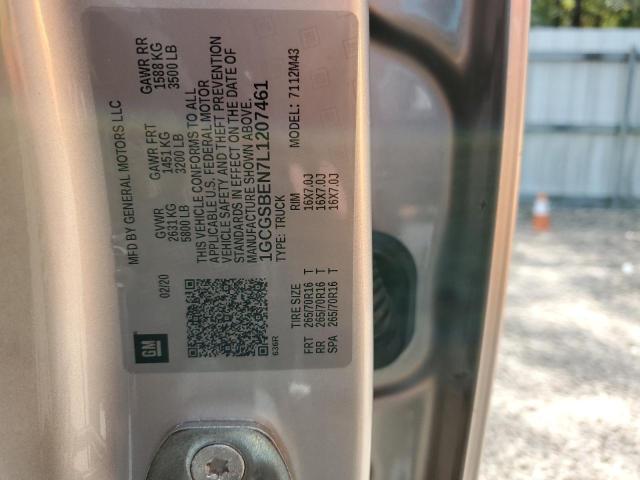 MFD BY GENERAL MOTORS LLC
02/20
GVWR
2631 KG
5800 LB
GAWR FRT
1451 KG
3200 LB
GAWR RR
1588 KG
3500 LB
THIS VEHICLE CONFORMS TO ALL
APPLICABLE U.S. FEDERAL MOTOR
VEHICLE SAFETY AND THEFT PREVENTION
STANDARDS IN EFFECT ON THE DATE OF
MANUFACTURE SHOWN ABOVE.
1GCGSBEN7L1207461
TYPE: TRUCK
MODEL: 7112M43
GM
636R
TIRE SIZE
RIM
FRT 265/70R16 T 16X7.0J
RR 265/70R16 T 16X7.0J
SPA 265/70R16 T 16X7.0J